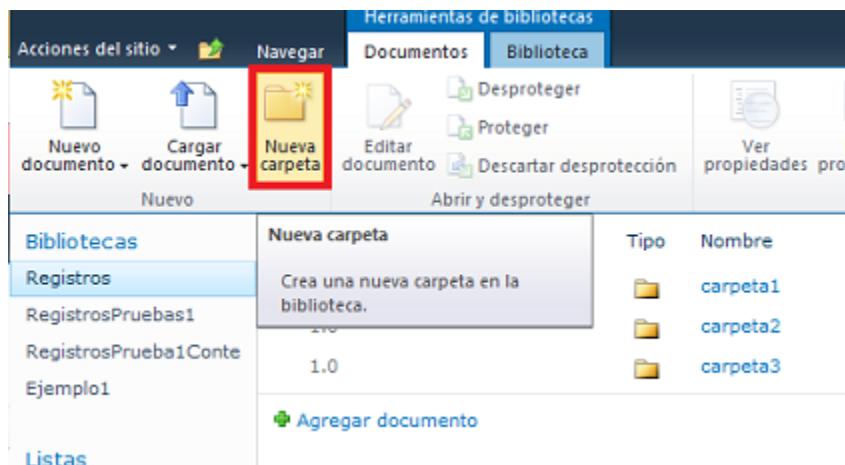 Herramientas de bibliotecas
Acciones del sitio
Navegar
Documentos
Biblioteca
Nuevo
documento
Cargar
documento
Nueva
carpeta
Editar
documento
Desproteger
Proteger
Descartar desprotección
Ver
propiedades
Nuevo
Abrir y desproteger
Bibliotecas
Registros
RegistrosPruebas1
RegistrosPrueba1Conte
Ejemplo1
Listas
Nueva carpeta
Crea una nueva carpeta en la
biblioteca.
Tipo Nombre
carpeta1
carpeta2
1.0 carpeta3
Agregar documento